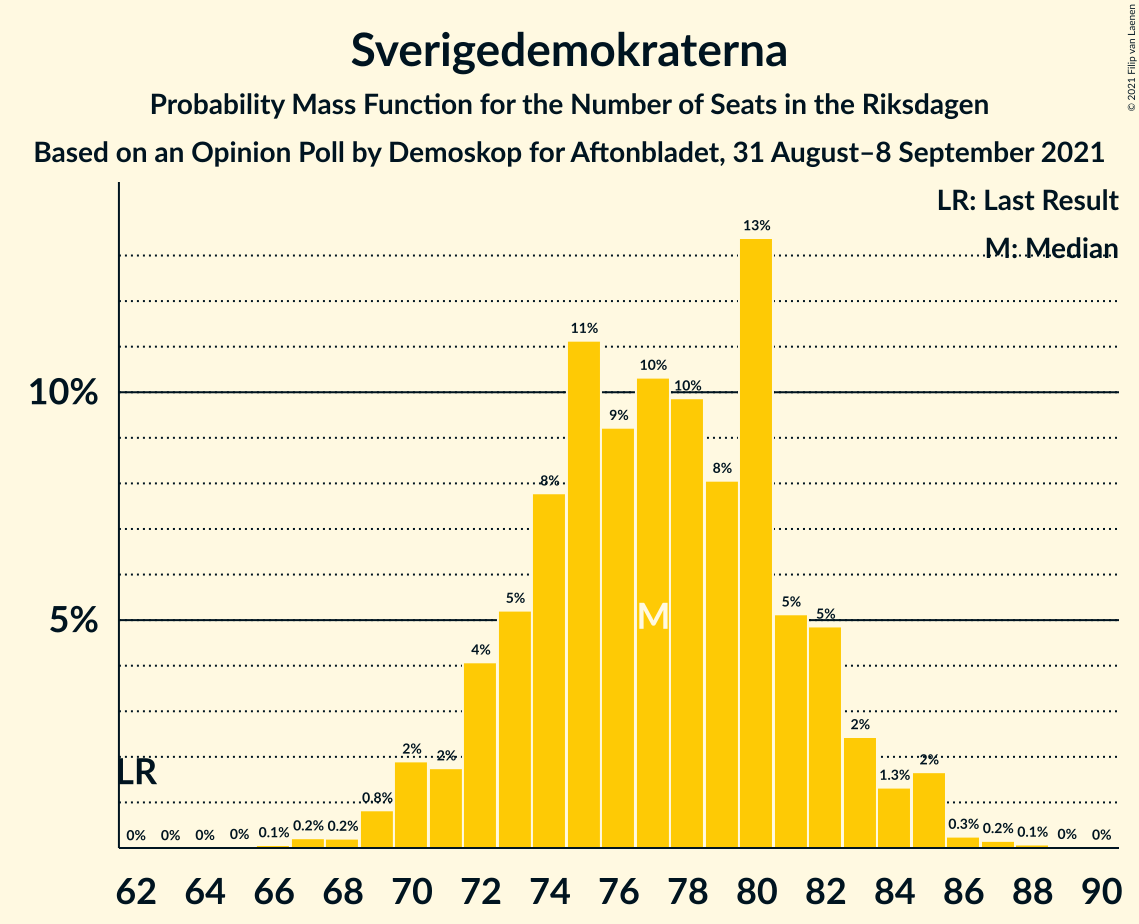 Sverigedemokraterna
Probability Mass Function for the Number of Seats in the Riksdagen
Based on an Opinion Poll by Demoskop for Aftonbladet, 31 August–8 September 2021
© 2021 Filip van Laenen
LR: Last Result
M: Median
10%
5%
0% 0% 0% 0% 0.1% 0.2% 0.2% 0.8% 2% 2% 4% 5% 8% 11% 9% 10% 10% 8% 13% 5% 5% 2% 1.3% 2% 0.3% 0.2% 0.1% 0% 0%
LR
M
62 64 66 68 70 72 74 76 78 80 82 84 86 88 90